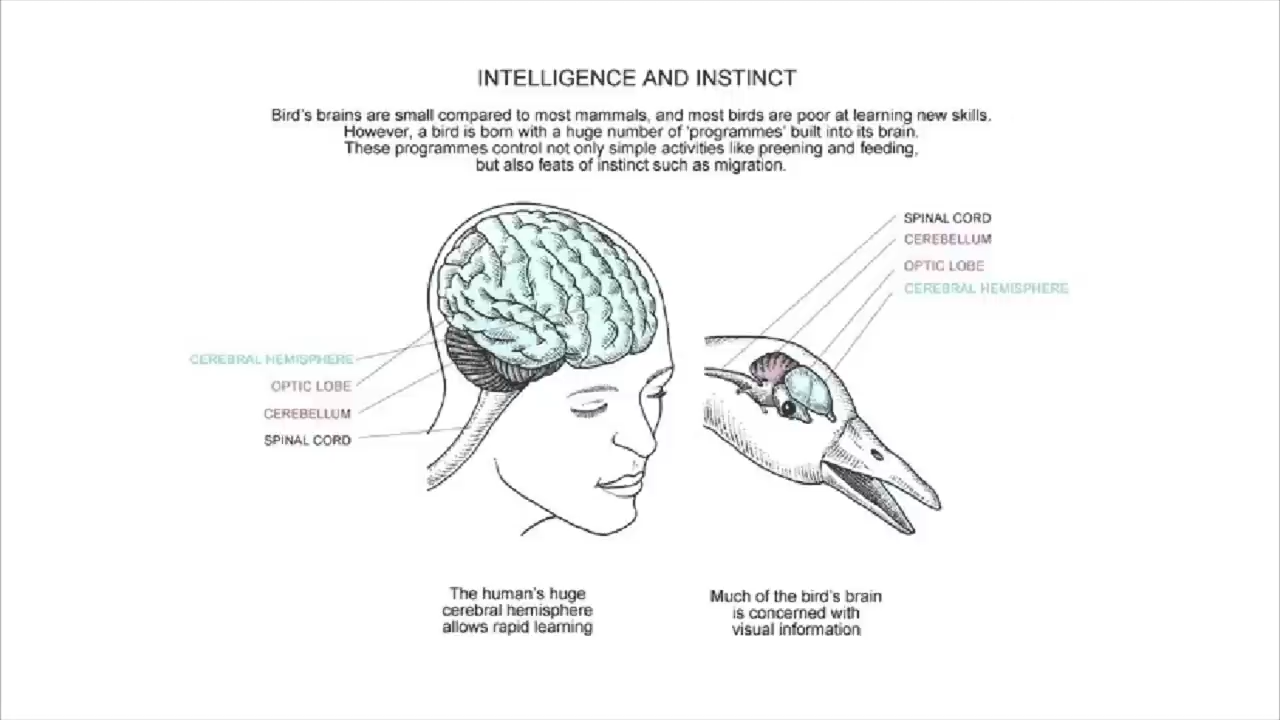 INTELLIGENCE AND INSTINCT
Bird's brains are small compared to most mammals, and most birds are poor at learning new skills.
However, a bird is born with a huge number of 'programmes' built into its brain.
These programmes control not only simple activities like preening and feeding,
but also feats of instinct such as migration.
CEREBRAL HEMISPHERE
OPTIC LOBE
CEREBELLUM
SPINAL CORD
SPINAL CORD
CEREBELLUM
OPTIC LOBE
CEREBRAL HEMISPHERE
The human's huge
cerebral hemisphere
allows rapid learning
Much of the bird's brain
is concerned with
visual information